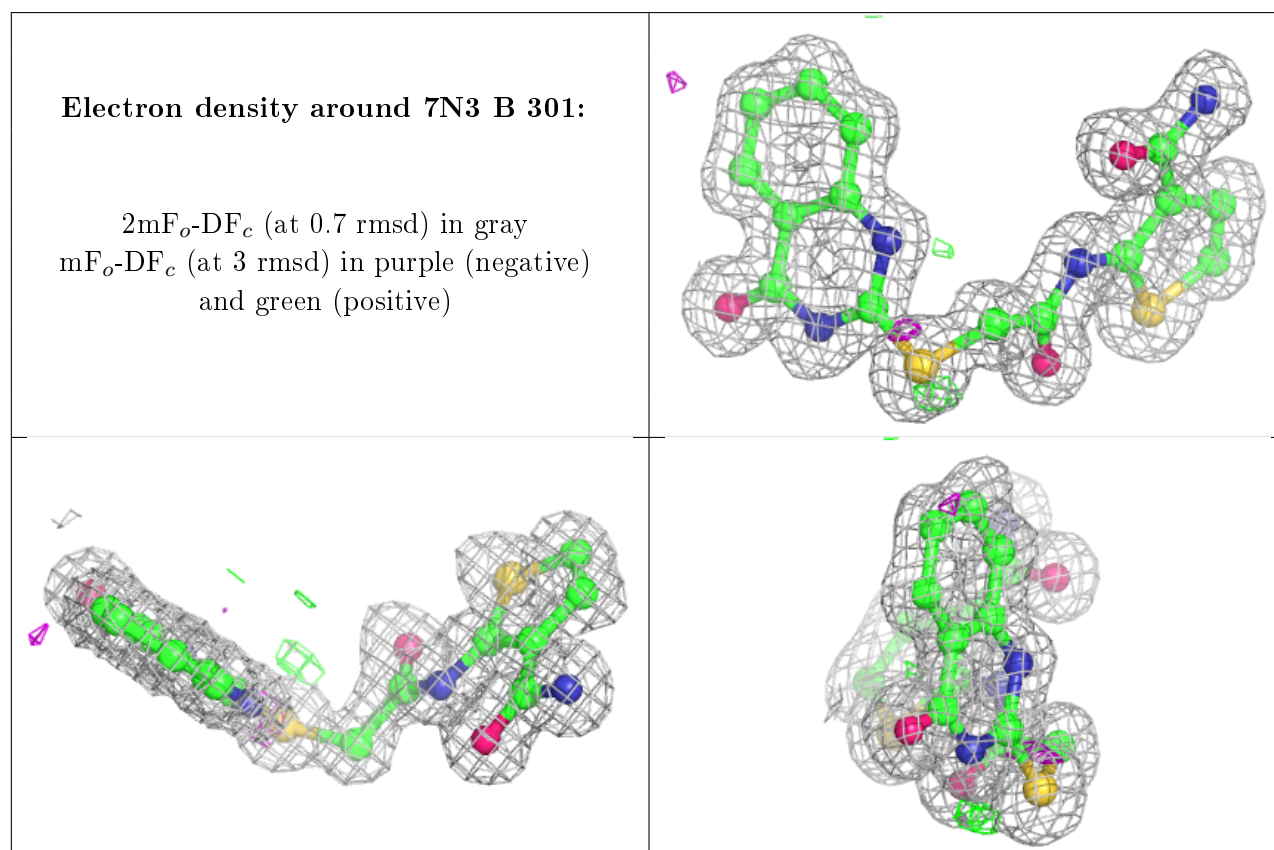 Electron density around 7N3 B 301:
2mFo-DFc (at 0.7 rmsd) in gray
mFo-DFc (at 3 rmsd) in purple (negative)
and green (positive)